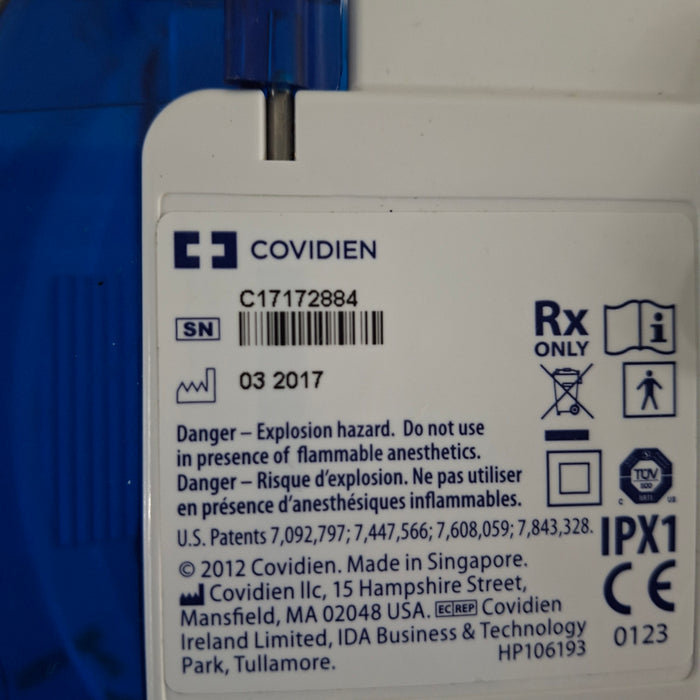 COVIDIEN
C17172884
SN
03 2017
Rx
ONLY
i
Danger – Explosion hazard. Do not use
in presence of flammable anesthetics.
Danger – Risque d'explosion. Ne pas utiliser
en présence d'anesthésiques inflammables.
U.S. Patents 7,092,797; 7,447,566; 7,608,059; 7,843,328.
TÜV
C US
IPX1
© 2012 Covidien. Made in Singapore.
Covidien llc, 15 Hampshire Street,
Mansfield, MA 02048 USA. EC REP Covidien
Ireland Limited, IDA Business & Technology
Park, Tullamore.
HP106193
CE
0123